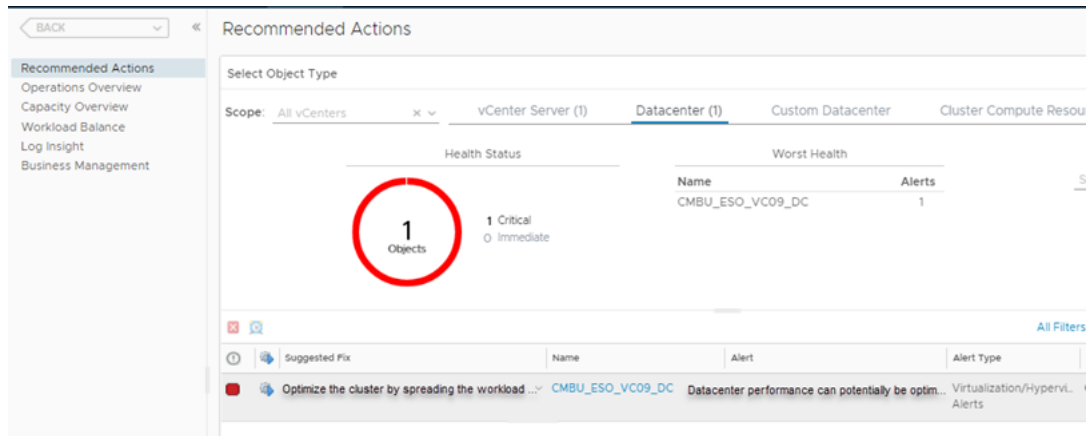 BACK
Recommended Actions
Recommended Actions
Operations Overview
Capacity Overview
Workload Balance
Log Insight
Business Management
Select Object Type
Scope: All vCenters vCenter Server (1) Datacenter (1) Custom Datacenter Cluster Compute Resou
Health Status
1
Objects
1 Critical
0 Immediate
Worst Health
Name Alerts
CMBU_ESO_VC09_DC 1
S
All Filters
Suggested Fix Name Alert Alert Type
Optimize the cluster by spreading the workload ... CMBU_ESO_VC09_DC Datacenter performance can potentially be optim... Virtualization/Hypervi..
Alerts